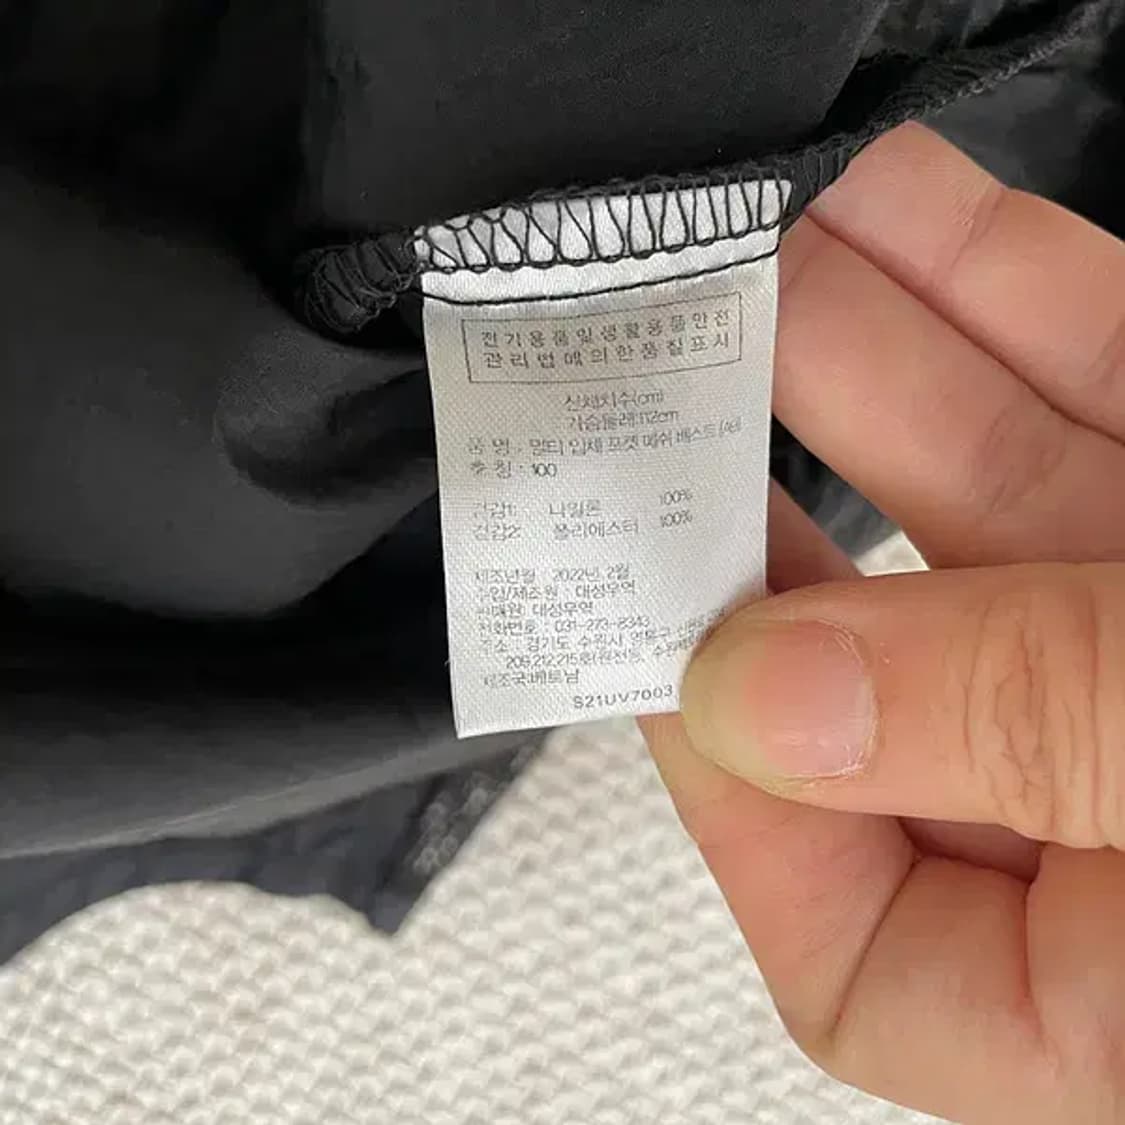 전기용품및생활용품안전
관리법에의한품질표시
신체치수(cm)
가슴둘레:112cm
품 명 : 멀티 입체 포켓 메쉬 베스트
호 칭 : 100
겉감1: 나일론 100%
겉감2: 폴리에스터 100%
제조년월 2022년 2월
수입/제조원 대성무역
판매원 대성무역
전화번호 : 031-273-8343
주소 : 경기도 수원시 영통구
209,212,215호(원천동,
제조국:베트남
S21UV7003